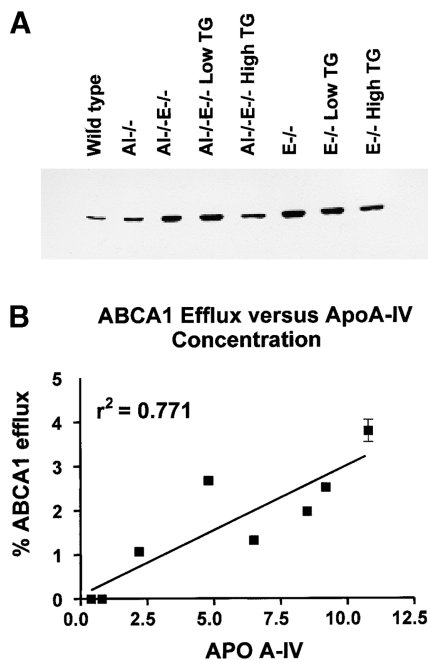 A
Wild type
AI-/-
AI-/-E-/-
AI-/-E-/- Low TG
AI-/-E-/- High TG
E-/-
E-/- Low TG
E-/- High TG
B
ABCA1 Efflux versus ApoA-IV
Concentration
r² = 0.771
% ABCA1 efflux
5
4
3
2
1
0
0.0 2.5 5.0 7.5 10.0 12.5
APO A-IV